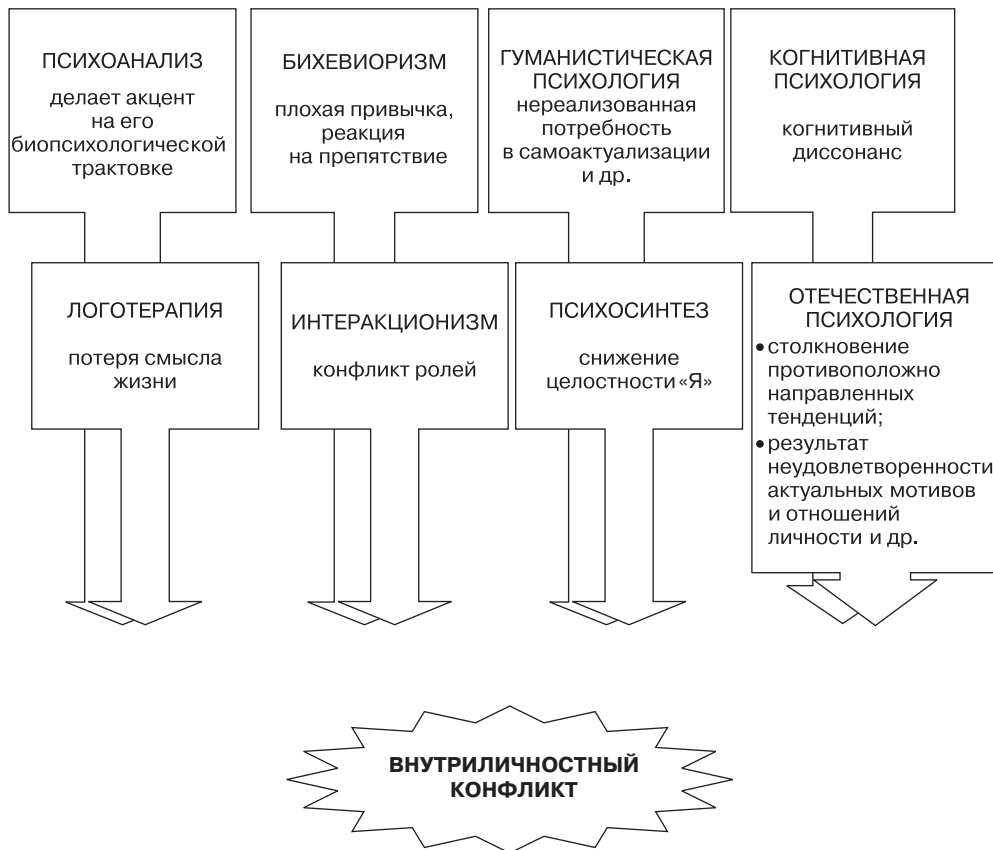 ПСИХОАНАЛИЗ
делает акцент
на его
биопсихологической
трактовке
БИХЕВИОРИЗМ
плохая привычка,
реакция
на препятствие
ГУМАНИСТИЧЕСКАЯ
ПСИХОЛОГИЯ
нереализованная
потребность
в самоактуализации
и др.
КОГНИТИВНАЯ
ПСИХОЛОГИЯ
когнитивный
диссонанс
ЛОГОТЕРАПИЯ
потеря смысла
жизни
ИНТЕРАКЦИОНИЗМ
конфликт ролей
ПСИХОСИНТЕЗ
снижение
целостности «Я»
ОТЕЧЕСТВЕННАЯ
ПСИХОЛОГИЯ
• столкновение
противоположно
направленных
тенденций;
• результат
неудовлетворенности
актуальных мотивов
и отношений
личности и др.
ВНУТРИЛИЧНОСТНЫЙ
КОНФЛИКТ